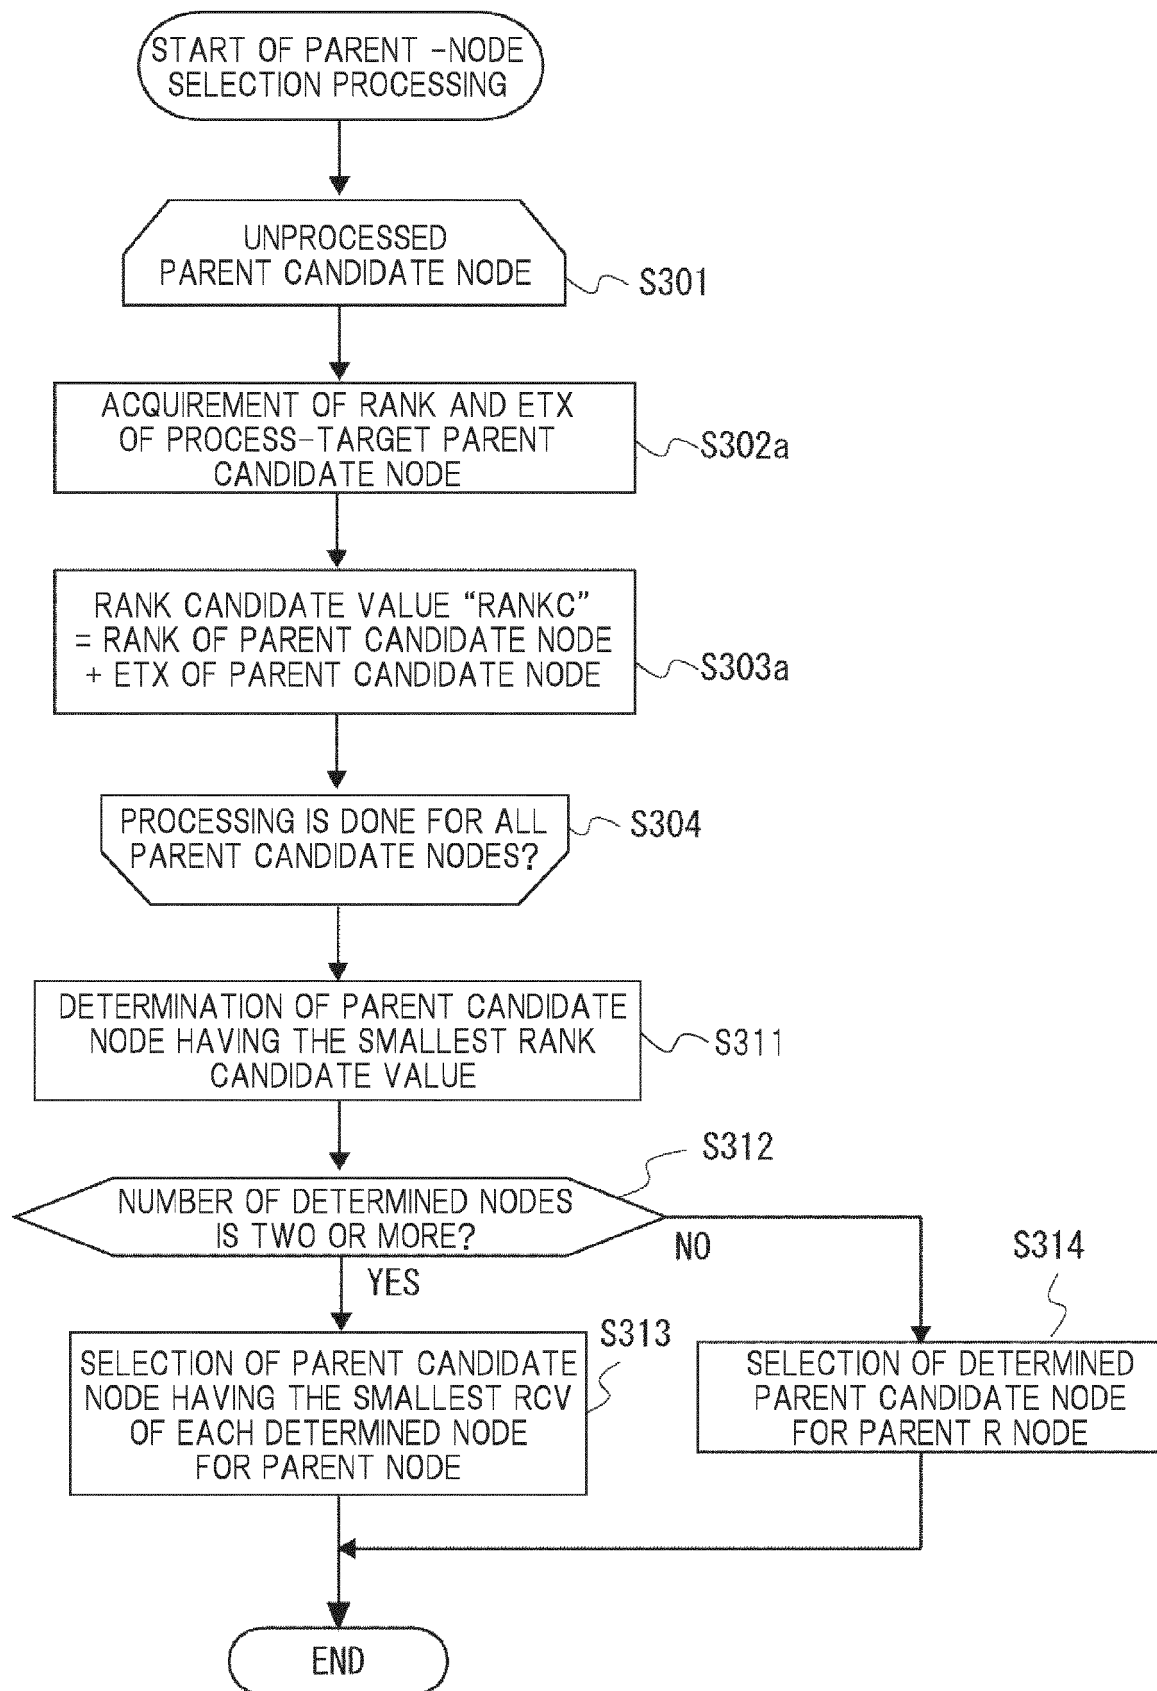 START OF PARENT -NODE
SELECTION PROCESSING
UNPROCESSED
PARENT CANDIDATE NODE
S301
ACQUIREMENT OF RANK AND ETX
OF PROCESS-TARGET PARENT
CANDIDATE NODE
S302a
RANK CANDIDATE VALUE “RANKC”
= RANK OF PARENT CANDIDATE NODE
+ ETX OF PARENT CANDIDATE NODE
S303a
PROCESSING IS DONE FOR ALL
PARENT CANDIDATE NODES?
S304
DETERMINATION OF PARENT CANDIDATE
NODE HAVING THE SMALLEST RANK
CANDIDATE VALUE
S311
S312
NUMBER OF DETERMINED NODES
IS TWO OR MORE?
NO
YES
S313
SELECTION OF PARENT CANDIDATE
NODE HAVING THE SMALLEST RCV
OF EACH DETERMINED NODE
FOR PARENT NODE
S314
SELECTION OF DETERMINED
PARENT CANDIDATE NODE
FOR PARENT R NODE
END